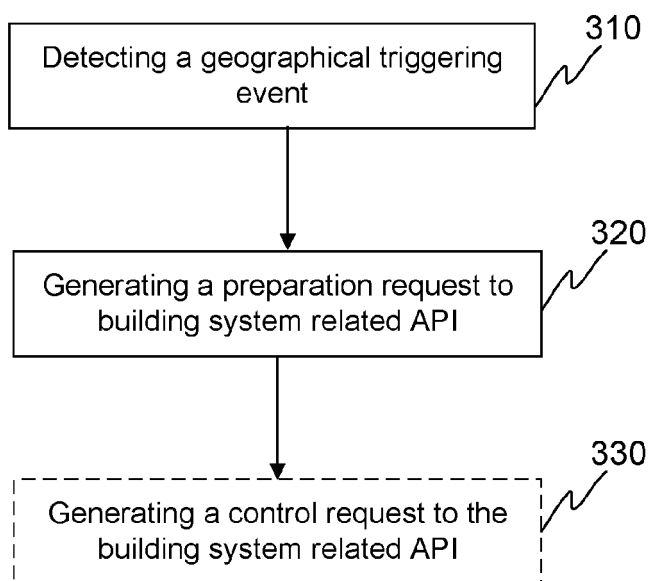 310
Detecting a geographical triggering
event
320
Generating a preparation request to
building system related API
330
Generating a control request to the
building system related API